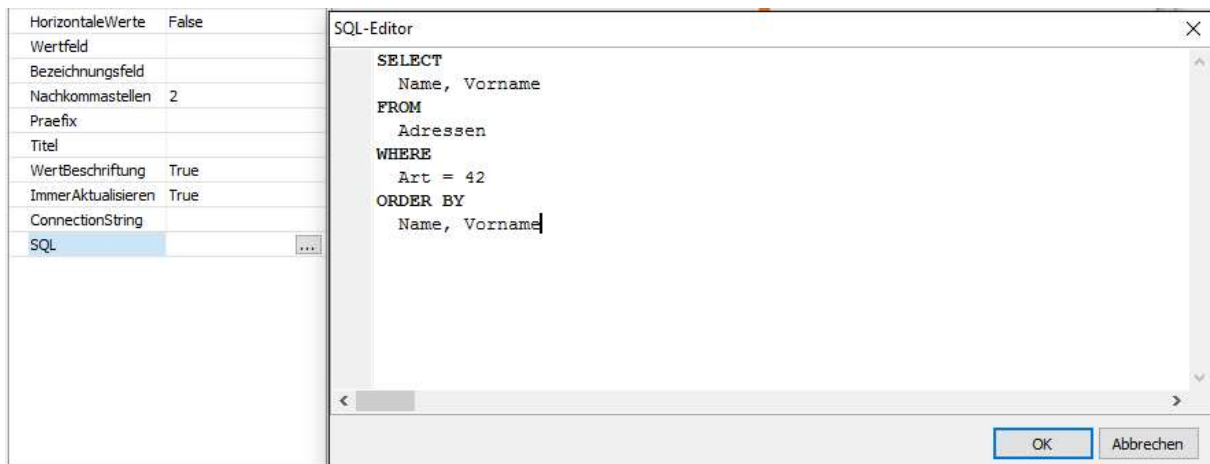 HorizontaleWerte False
Wertfeld
Bezeichnungsfeld
Nachkommastellen 2
Praefix
Titel
WertBeschriftung True
ImmerAktualisieren True
ConnectionString
SQL ...
SQL-Editor
SELECT
Name, Vorname
FROM
Adressen
WHERE
Art = 42
ORDER BY
Name, Vorname
OK Abbrechen